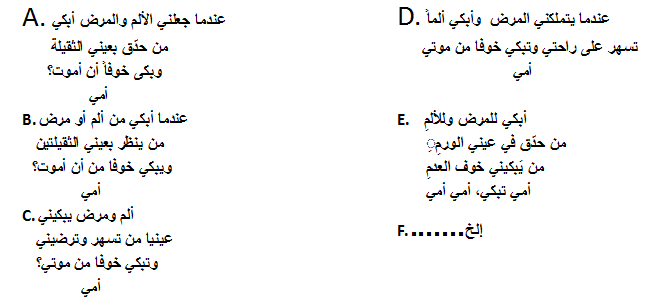 A. عندما جعلني الألم والمرض أبكي
من حدّق بعيني الثقيلة
وبكى خوفاً أن أموت؟
أمي
B. عندما أبكي من ألم أو مرض
من ينظر بعيني الثقيلتين
ويبكي خوفا من أن أموت؟
أمي
C. ألم ومرض يبكيني
عينيا من تسهر وترضيني
وتبكي خوفا من موتي؟
أمي
D. عندما يتملكني المرض وأبكي ألماً
تسهر على راحتي وتبكي خوفا من موتي
أمي
E. أبكي للمرض وللألمِ
من حدّق في عيني الورمِِ
من يَبكيني خوف العدمِ
أمي تبكي، أمي أمي
F. ....... إلخ